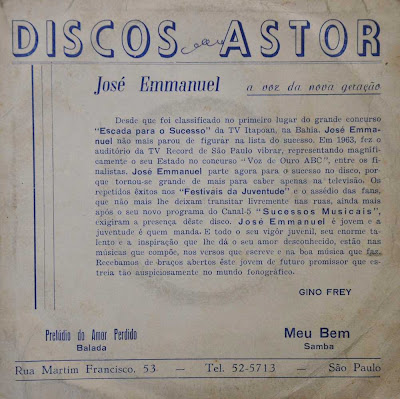 DISCOS ASTOR
José Emmanuel a voz da nova geração
Desde que foi classificado no primeiro lugar do grande concurso
"Escada para o Sucesso" da TV Itapoan, na Bahia. José Emma-
nuel não mais parou de figurar na lista do sucesso. Em 1963, fez o
auditório da TV Record de São Paulo vibrar, representando magnifi-
camente o seu Estado no concurso "Voz de Ouro ABC", entre os fi-
nalistas. José Emmanuel parte agora para o sucesso no disco, por-
que tornou-se grande de mais para caber apenas na televisão. Os
repetidos êxitos nos "Festivais da Juventude" e o assédio das fans,
que não mais lhe deixam transitar livremente nas ruas, ainda mais
após o seu novo programa do Canal-5 "Sucessos Musicais",
exigiram a presença dêste disco. José Emmanuel é jovem e a
juventude é quem manda. E todo o seu vigôr juvenil, seu enorme ta-
lento e a inspiração que lhe dá o seu amor desconhecido, estão nas
músicas que compõe, nos versos que escreve e na boa música que faz.
Recebamos de braços abertos êste jovem de futuro promissor que es-
treia tão auspiciosamente no mundo fonográfico.
GINO FREY
Prelúdio do Amor Perdido Meu Bem
Balada Samba
Rua Martim Francisco, 53 — Tel. 52-5713 — São Paulo